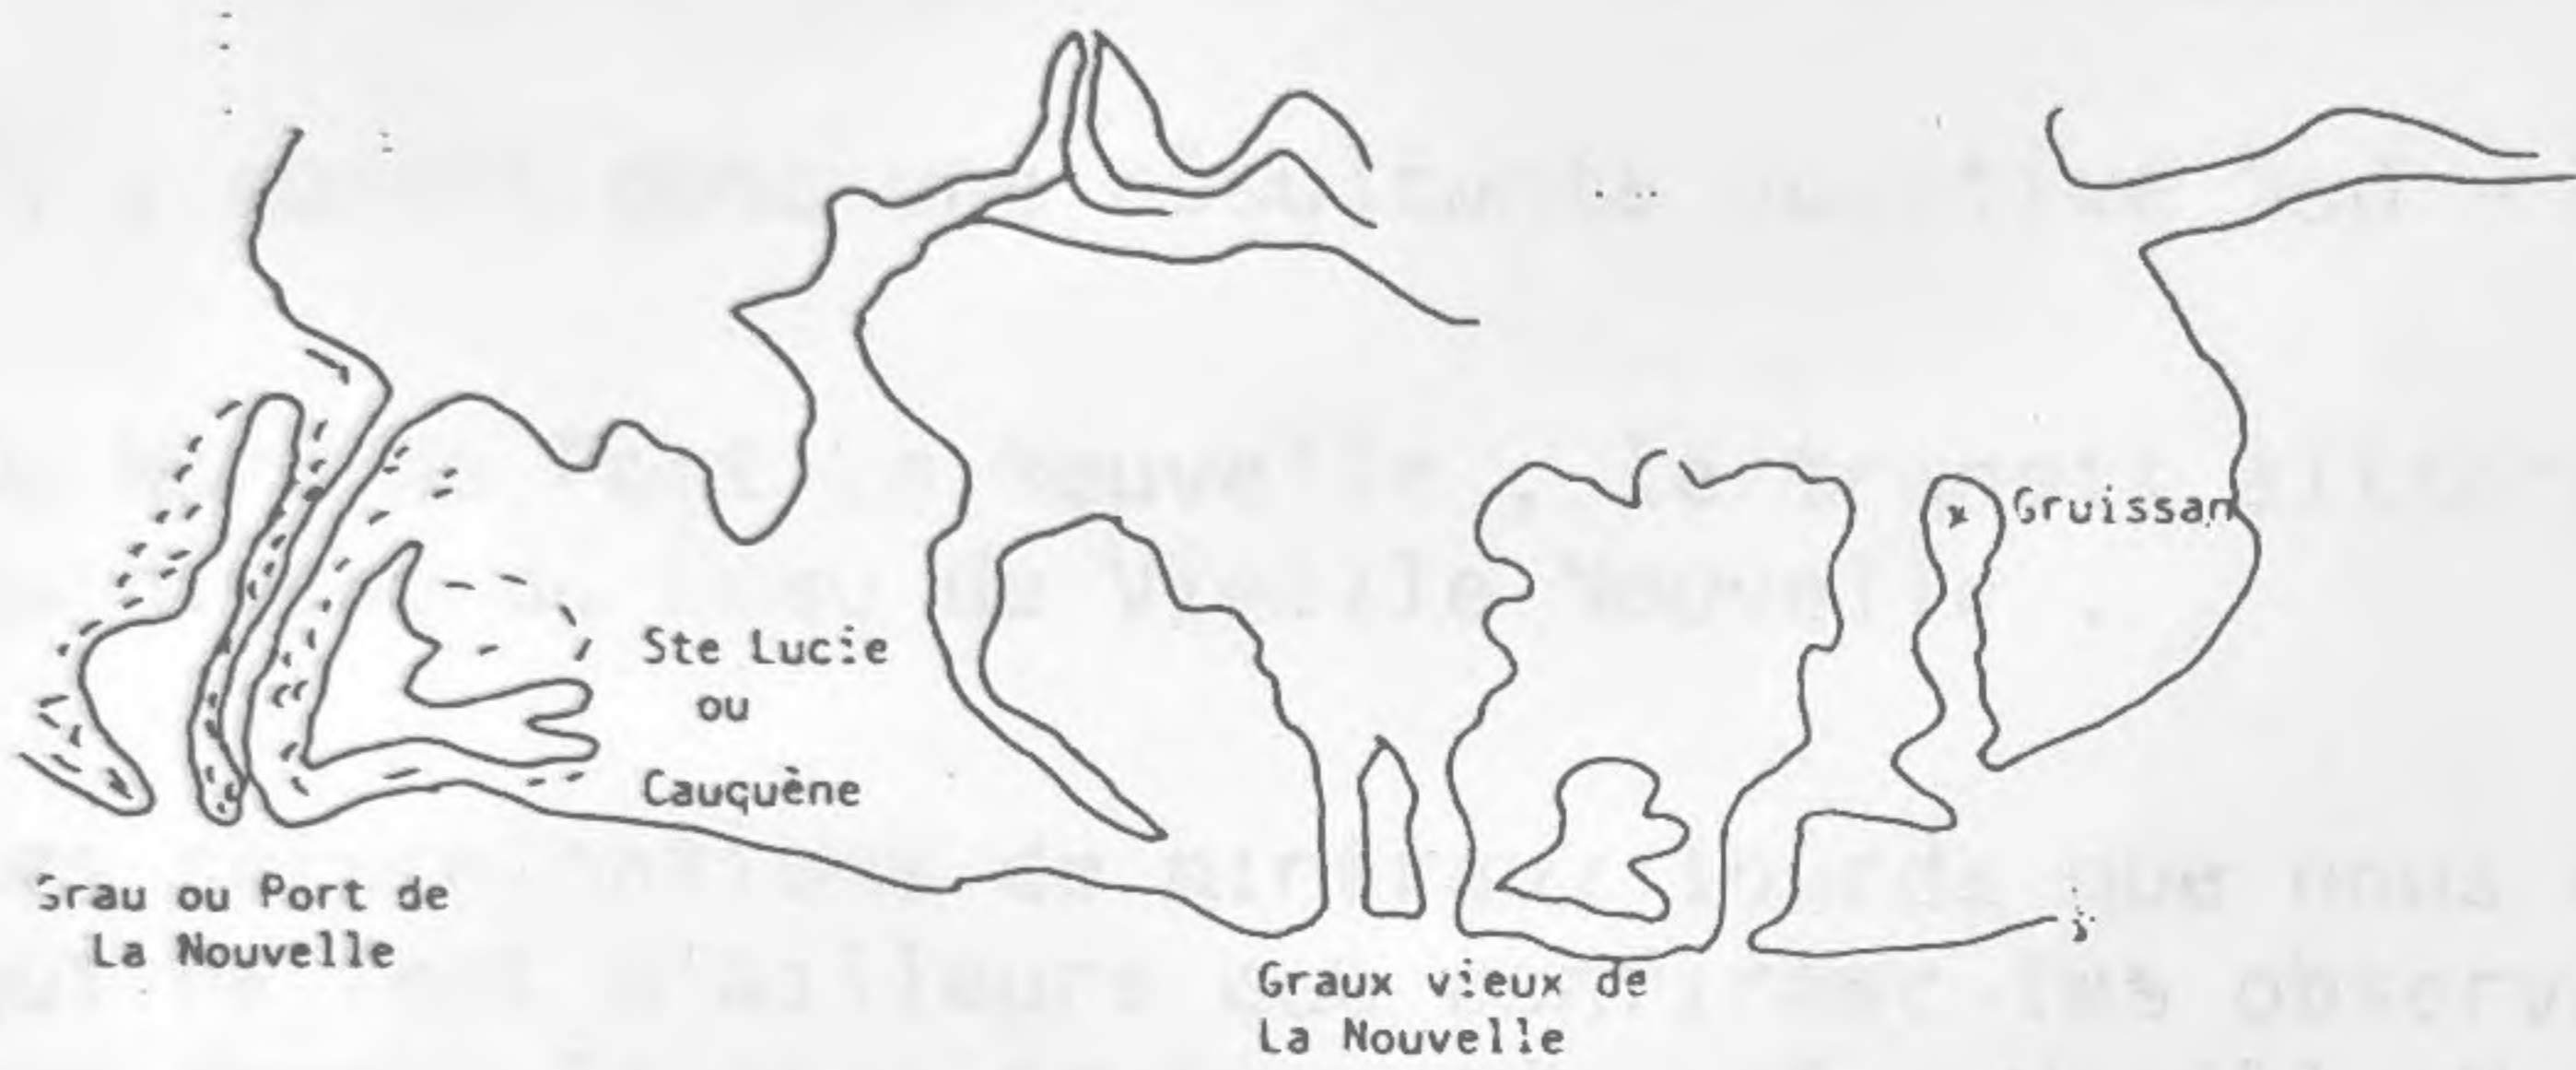 Gruissan
Ste Lucie
ou
Cauquène
Grau ou Port de
La Nouvelle
Graux vieux de
La Nouvelle